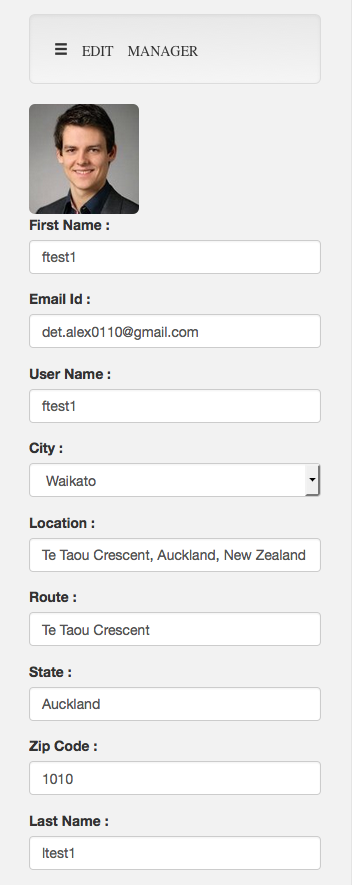 EDIT MANAGER
First Name :
ftest1
Email Id :
det.alex0110@gmail.com
User Name :
ftest1
City :
Waikato
Location :
Te Taou Crescent, Auckland, New Zealand
Route :
Te Taou Crescent
State :
Auckland
Zip Code :
1010
Last Name :
ltest1